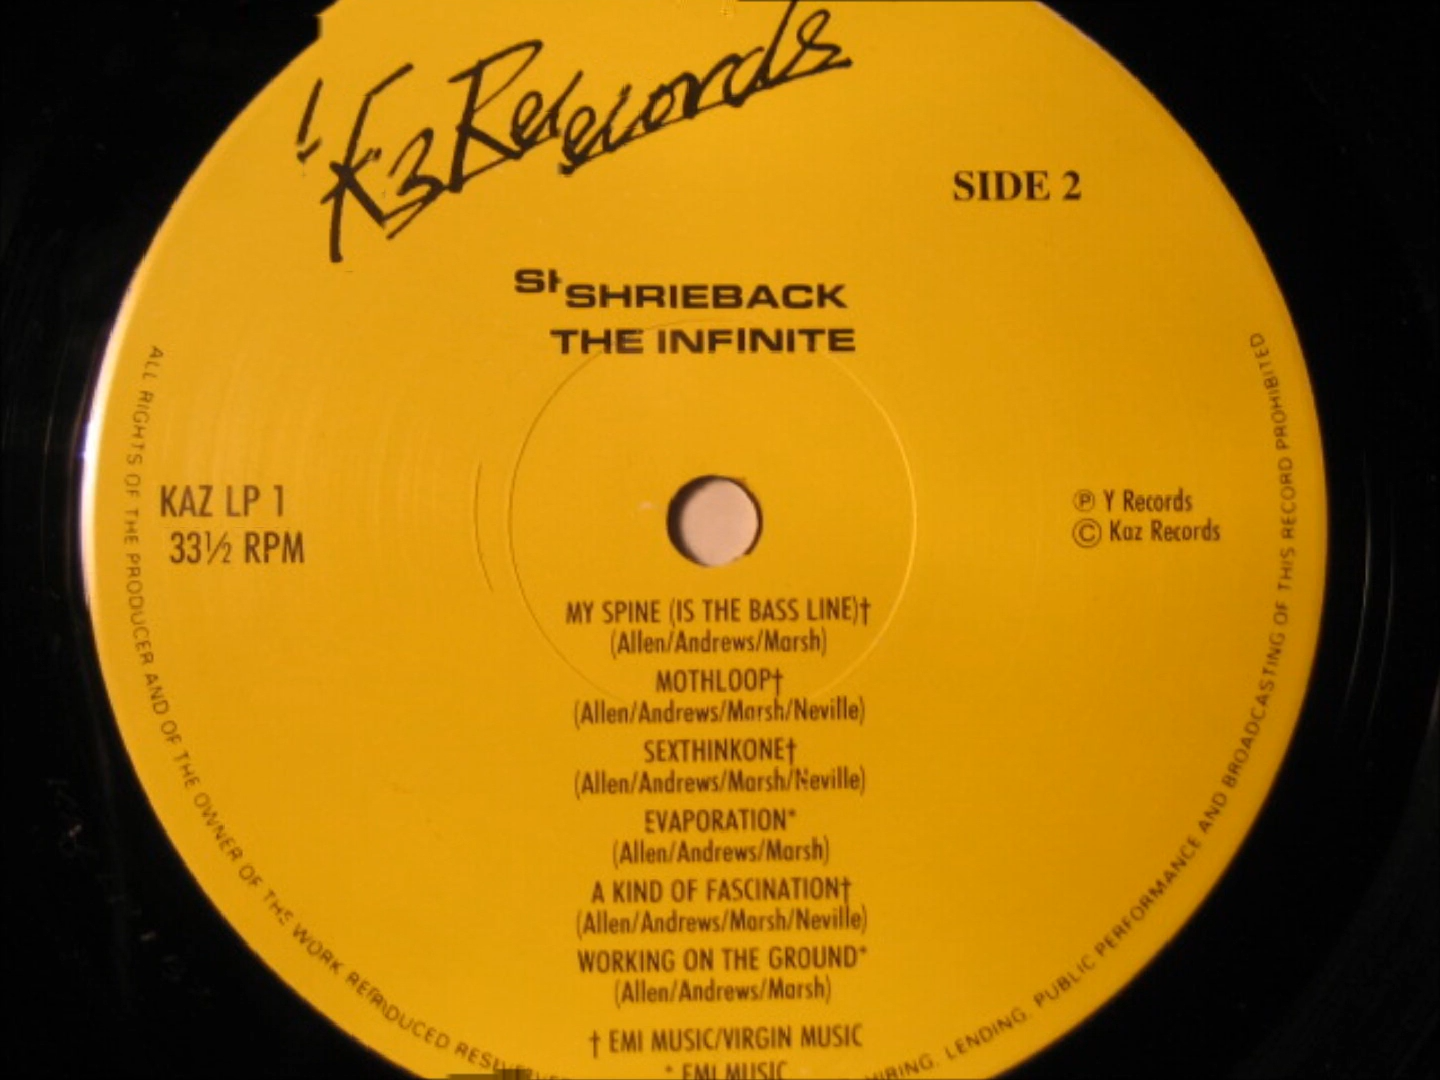 Records
SIDE 2
SHRIEBACK
THE INFINITE
KAZ LP 1
33½ RPM
Ⓟ Y Records
© Kaz Records
MY SPINE (IS THE BASS LINE)†
(Allen/Andrews/Marsh)
MOTHLOOP†
(Allen/Andrews/Marsh/Neville)
SEXTHINKONE†
(Allen/Andrews/Marsh/Neville)
EVAPORATION*
(Allen/Andrews/Marsh)
A KIND OF FASCINATION†
(Allen/Andrews/Marsh/Neville)
WORKING ON THE GROUND*
(Allen/Andrews/Marsh)
† EMI MUSIC/VIRGIN MUSIC
* EMI MUSIC
ALL RIGHTS OF THE PRODUCER AND OF THE OWNER OF THE WORK LENDING, PUBLIC PERFORMANCE AND BROADCASTING OF THIS RECORD PROHIBITED